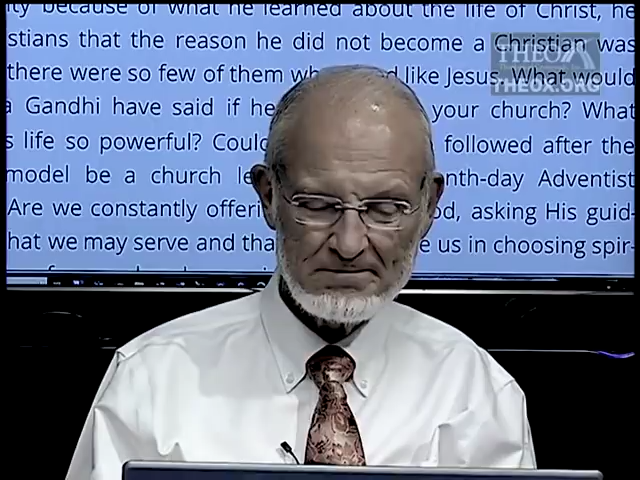 ity because of what he learned about the life of Christ, he
stians that the reason he did not become a Christian was
there were so few of them wh d like Jesus. What would
a Gandhi have said if he your church? What
s life so powerful? Coul followed after the
model be a church le nth-day Adventist
Are we constantly offeri od, asking His guid-
hat we may serve and tha e us in choosing spir-
THEOX
THEOX.ORG